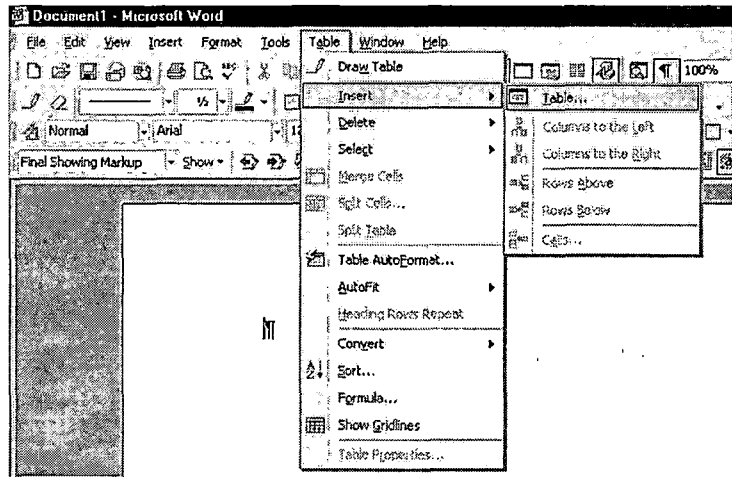 Document1 - Microsoft Word
File Edit View Insert Format Tools Table Window Help
100%
½
Normal Arial
Final Showing Markup Show
Draw Table
Insert
Delete
Select
Merge Cells
Split Cells...
Split Table
Table AutoFormat...
AutoFit
Heading Rows Repeat
Convert
Sort...
Formula...
Show Gridlines
Table Properties...
Table...
Columns to the Left
Columns to the Right
Rows Above
Rows Below
Cells...
¶